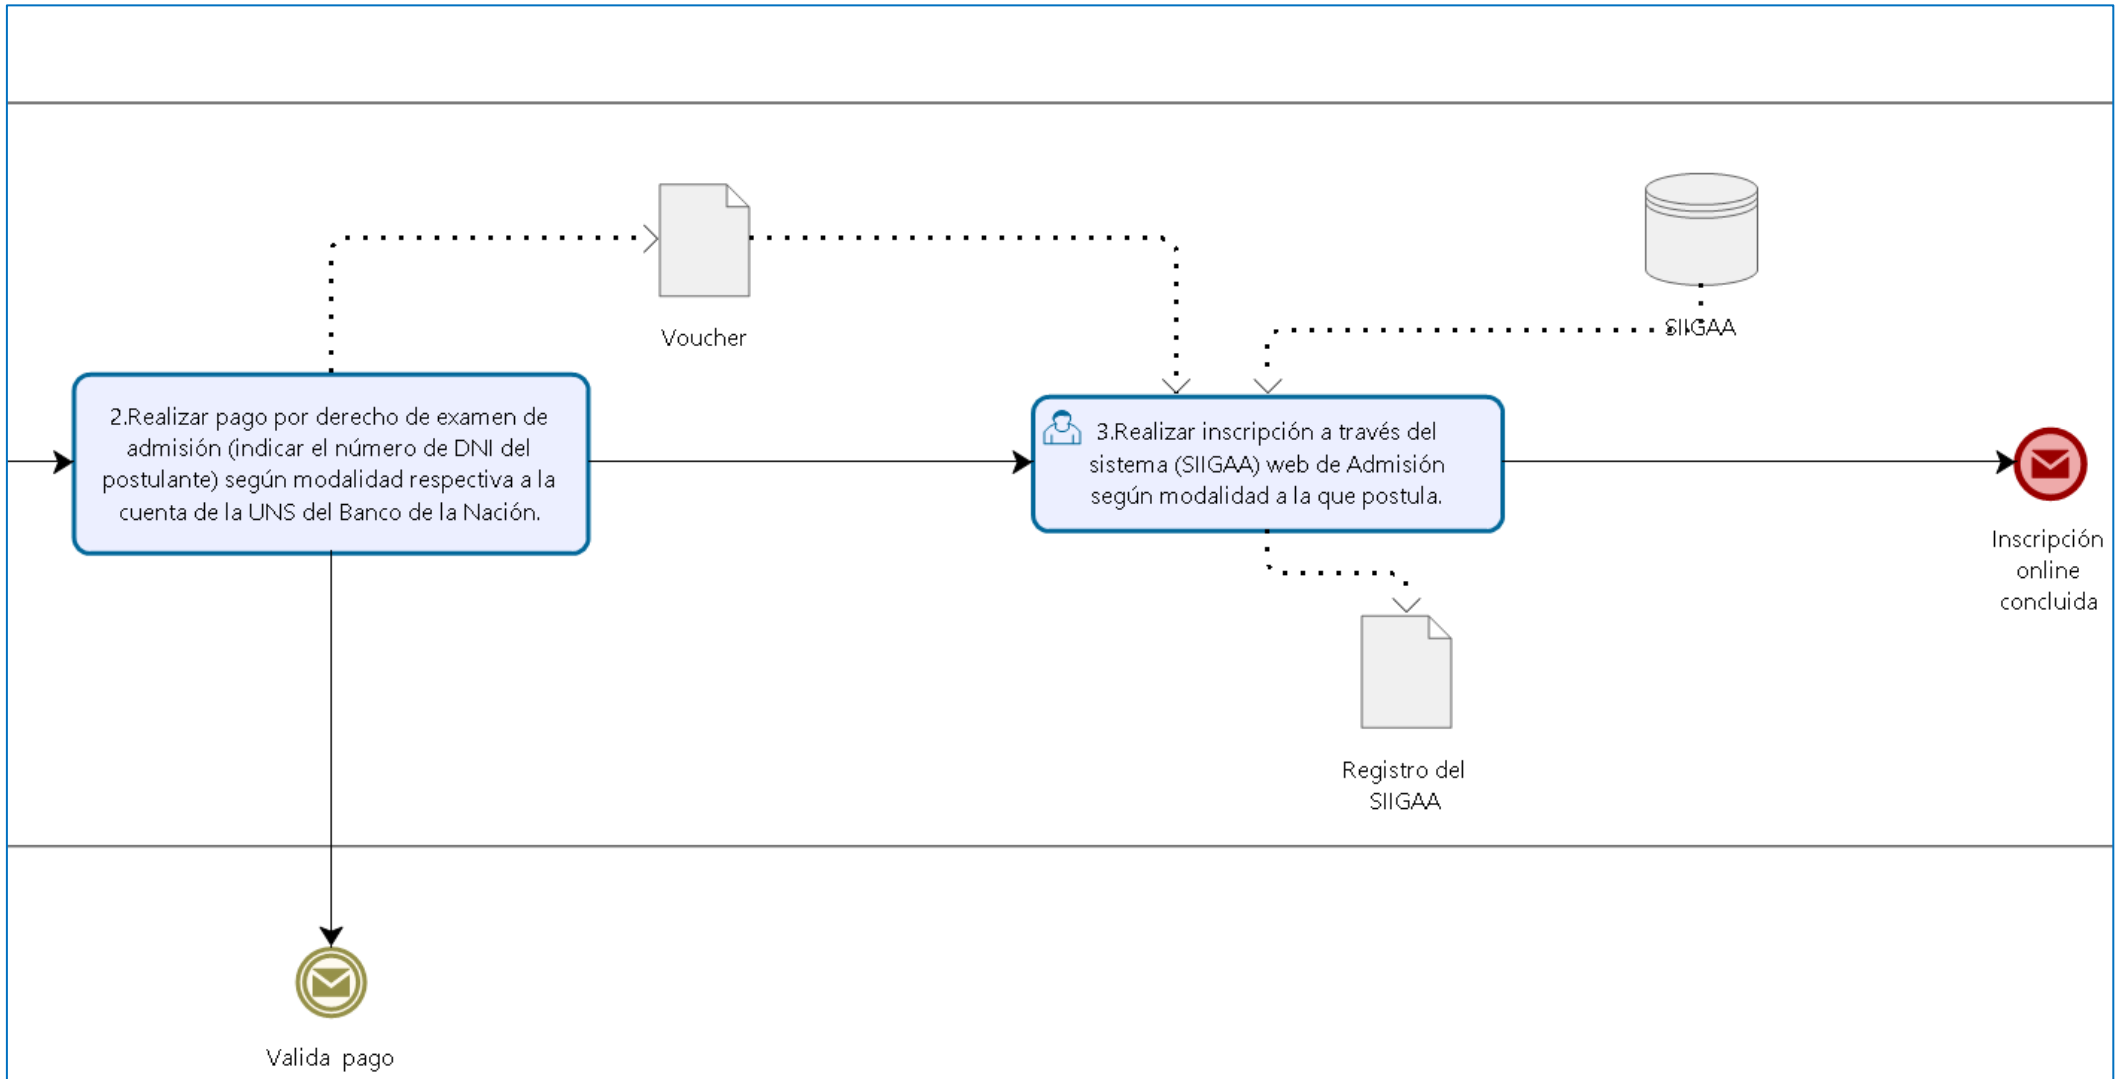 Voucher
SIIGAA
2.Realizar pago por derecho de examen de
admisión (indicar el número de DNI del
postulante) según modalidad respectiva a la
cuenta de la UNS del Banco de la Nación.
3.Realizar inscripción a través del
sistema (SIIGAA) web de Admisión
según modalidad a la que postula.
Inscripción
online
concluida
Registro del
SIIGAA
Valida pago